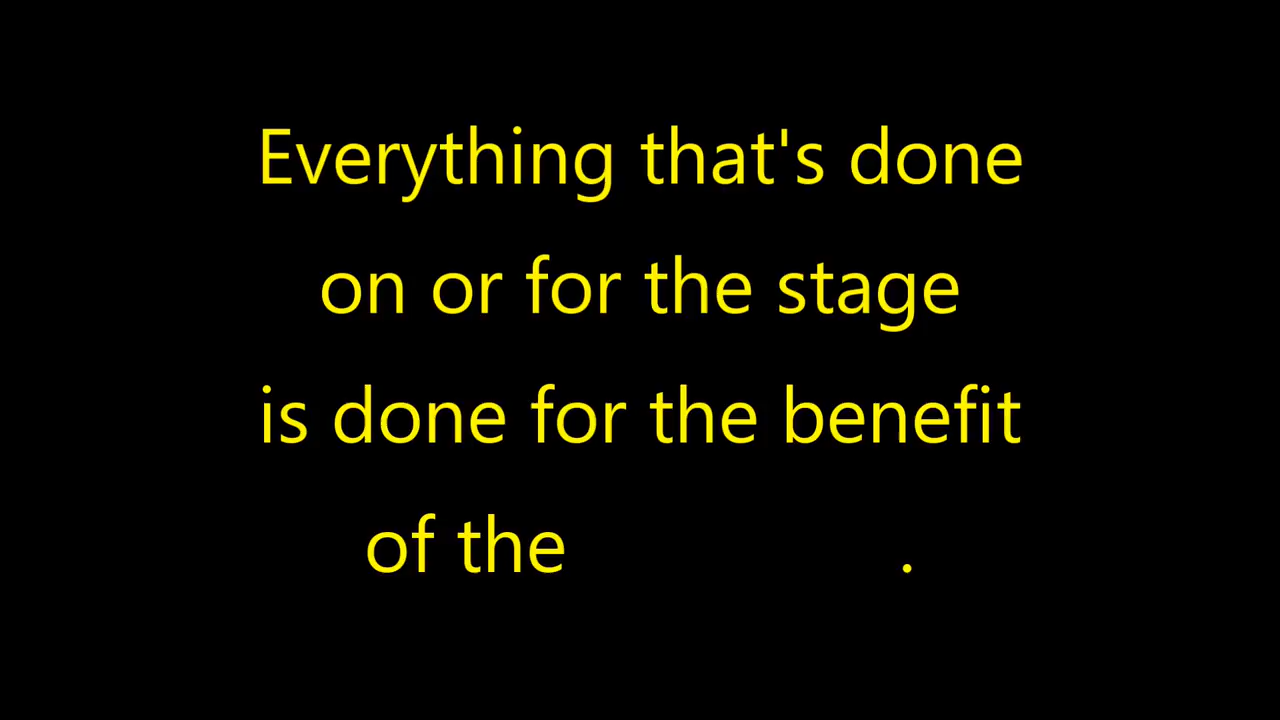 Everything that's done
on or for the stage
is done for the benefit
of the .